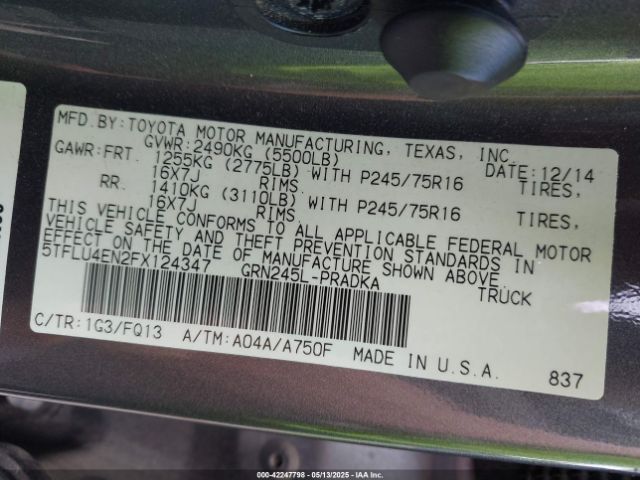 MFD.BY:TOYOTA MOTOR MANUFACTURING, TEXAS, INC.
GVWR:2490KG (5500LB) DATE: 12/14
GAWR:FRT. 1255KG (2775LB) WITH P245/75R16 TIRES,
16X7J RIMS.
RR. 1410KG (3110LB) WITH P245/75R16 TIRES,
16X7J RIMS
THIS VEHICLE CONFORMS TO ALL APPLICABLE FEDERAL MOTOR
VEHICLE SAFETY AND THEFT PREVENTION STANDARDS IN
EFFECT ON THE DATE OF MANUFACTURE SHOWN ABOVE.
5TFLU4EN2FX124347 GRN245L-PRADKA TRUCK
C/TR:1G3/FQ13 A/TM:A04A/A750F MADE IN U.S.A.
837
000-42247798 - 05/13/2025 - IAA Inc.